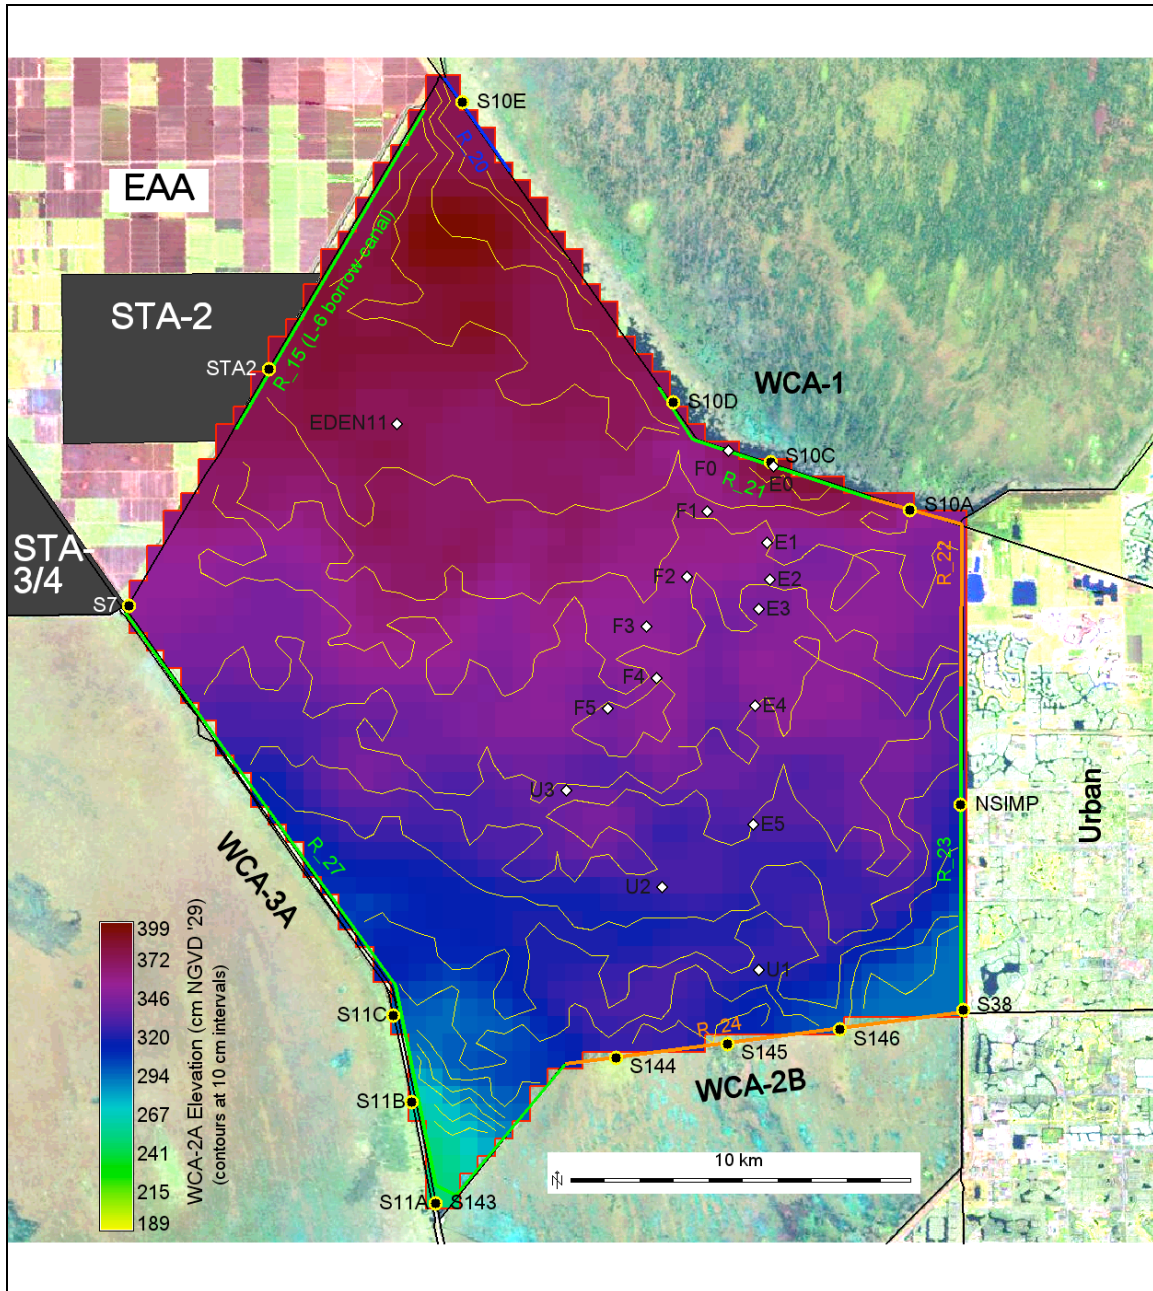 S10E
R_20
EAA
STA-2
R_15 (L-6 borrow canal)
STA2
WCA-1
S10D
EDEN11
S10C
F0
E0
R_21
S10A
F1
E1
R_22
STA-
3/4
F2
E2
S7
E3
F3
F4
F5
E4
U3
NSIMP
Urban
E5
R_27
R_23
WCA-3A
U2
U1
399
372
346
320
294
267
241
215
189
WCA-2A Elevation (cm NGVD '29)
(contours at 10 cm intervals)
S11C
S38
R_24
S146
S145
S144
WCA-2B
S11B
10 km
N
S11A
S143